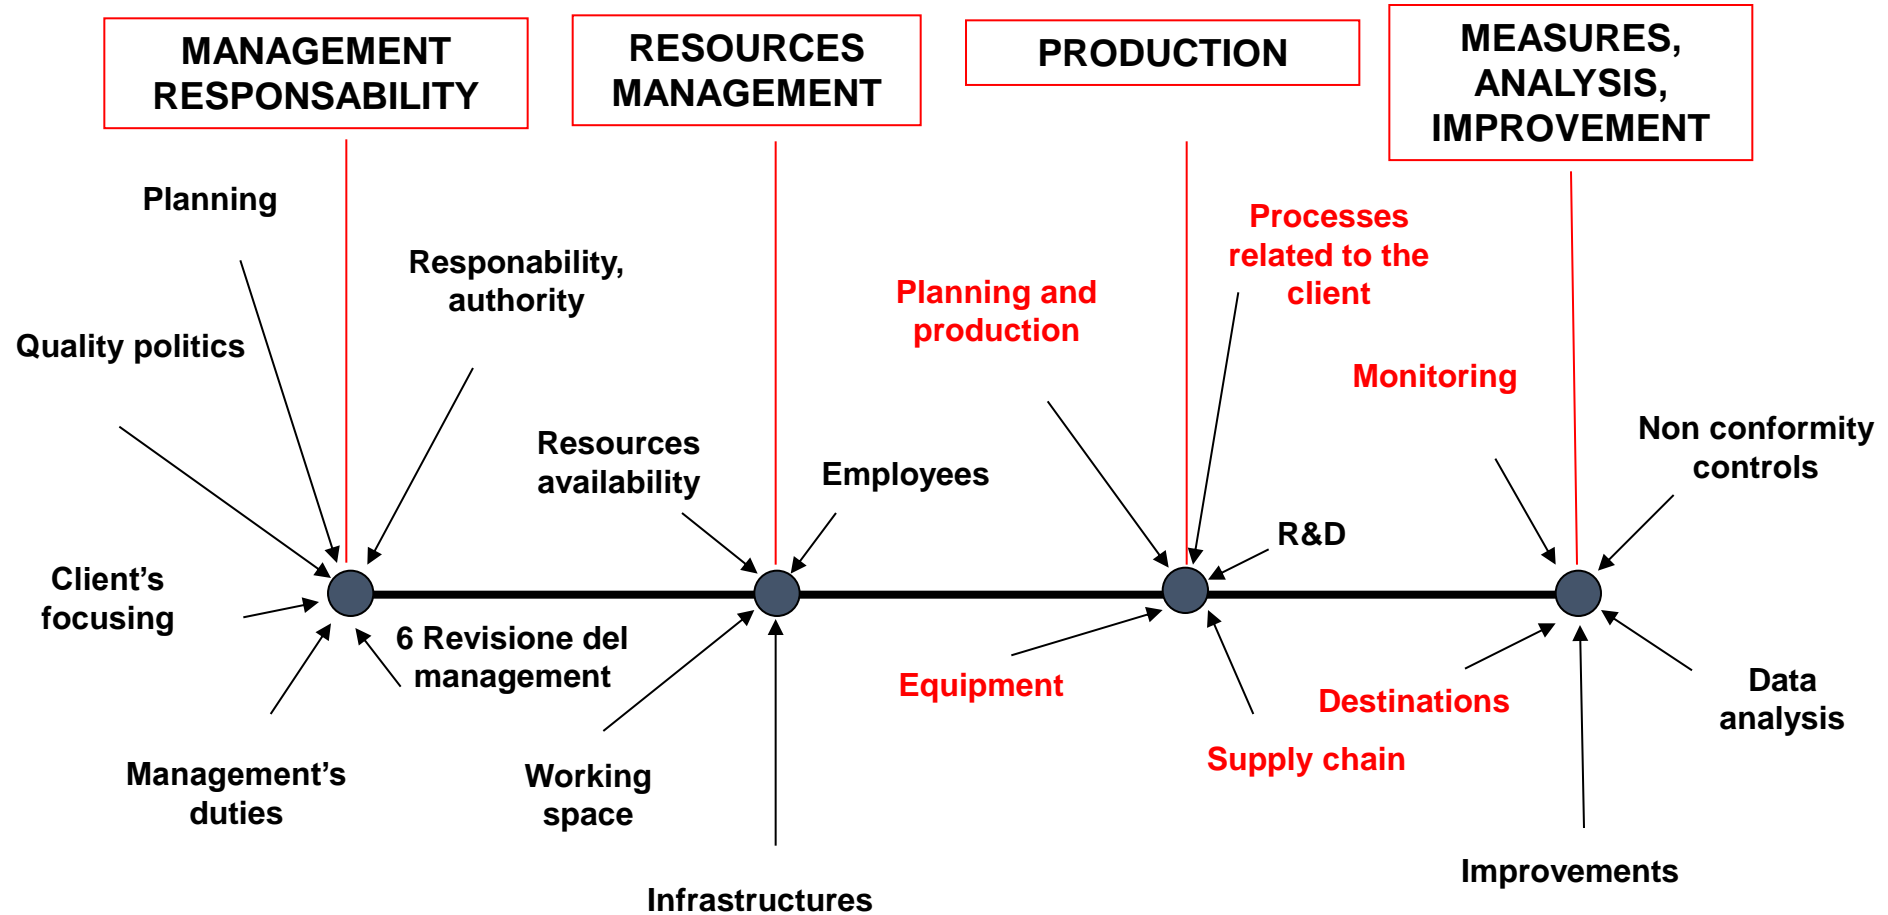 MANAGEMENT
RESPONSABILITY
RESOURCES
MANAGEMENT
PRODUCTION
MEASURES,
ANALYSIS,
IMPROVEMENT
Planning
Responability,
authority
Quality politics
Client’s
focusing
6 Revisione del
management
Management’s
duties
Resources
availability
Employees
Working
space
Infrastructures
Planning and
production
Processes
related to the
client
R&D
Equipment
Supply chain
Monitoring
Non conformity
controls
Destinations
Data
analysis
Improvements